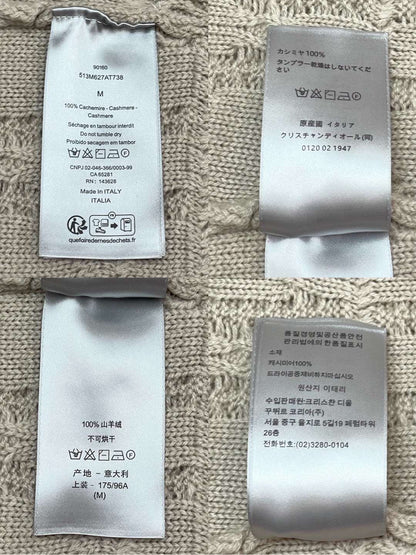 90160
513M627AT738
M
100% Cachemire - Cashmere -
Cashmere
Séchage en tambour interdit
Do not tumble dry
Proibido secagem em tambor
CNPJ 02-046-366/0003-99
CA 65281
RN : 143628
Made In ITALY
ITALIA
FR
quefairedemesdechets.fr
カシミヤ100%
タンブラー乾燥はしないでくだ
さい
原産國 イタリア
クリスチャンディオール(同)
0120 02 1947
100% 山羊绒
不可烘干
产地 - 意大利
上装 - 175/96A
(M)
품질경영및공산품안전
관리법에의한품질표시
소재
캐시미어100%
드라이공중제비하지마십시오
원산지 이태리
수입판매원:크리스챤 디올
꾸뛰르 코리아(주)
서울 중구 을지로 5길19 페럼타워
26층
전화번호:(02)3280-0104